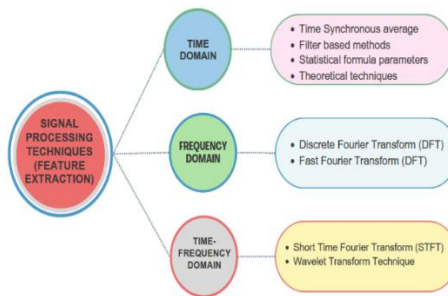 SIGNAL
PROCESSING
TECHNIQUES
(FEATURE
EXTRACTION)
TIME
DOMAIN
• Time Synchronous average
• Filter based methods
• Statistical formula parameters
• Theoretical techniques
FREQUENCY
DOMAIN
• Discrete Fourier Transform (DFT)
• Fast Fourier Transform (DFT)
TIME-
FREQUENCY
DOMAIN
• Short Time Fourier Transform (STFT)
• Wavelet Transform Technique